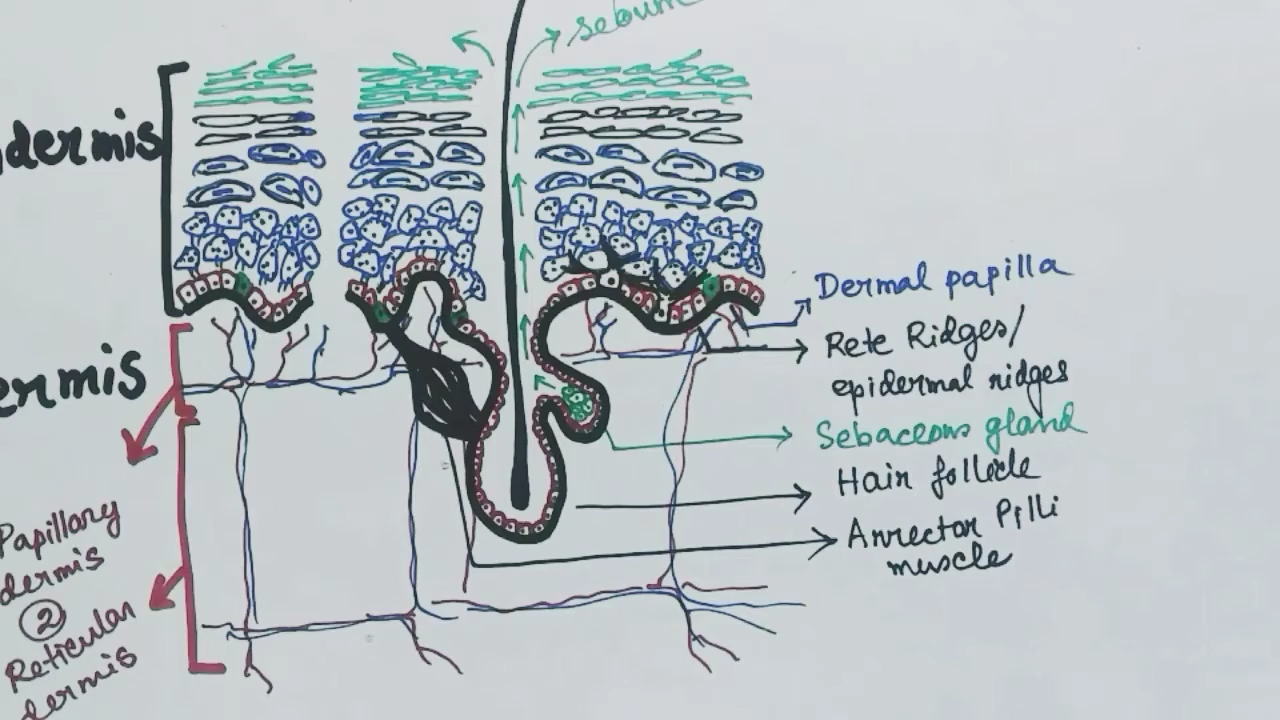 sebum
dermis
ermis
Papillary
dermis
2
Reticular
dermis
Dermal papilla
Rete Ridges/
epidermal ridges
Sebaceous gland
Hair follicle
Arrector Pilli
muscle